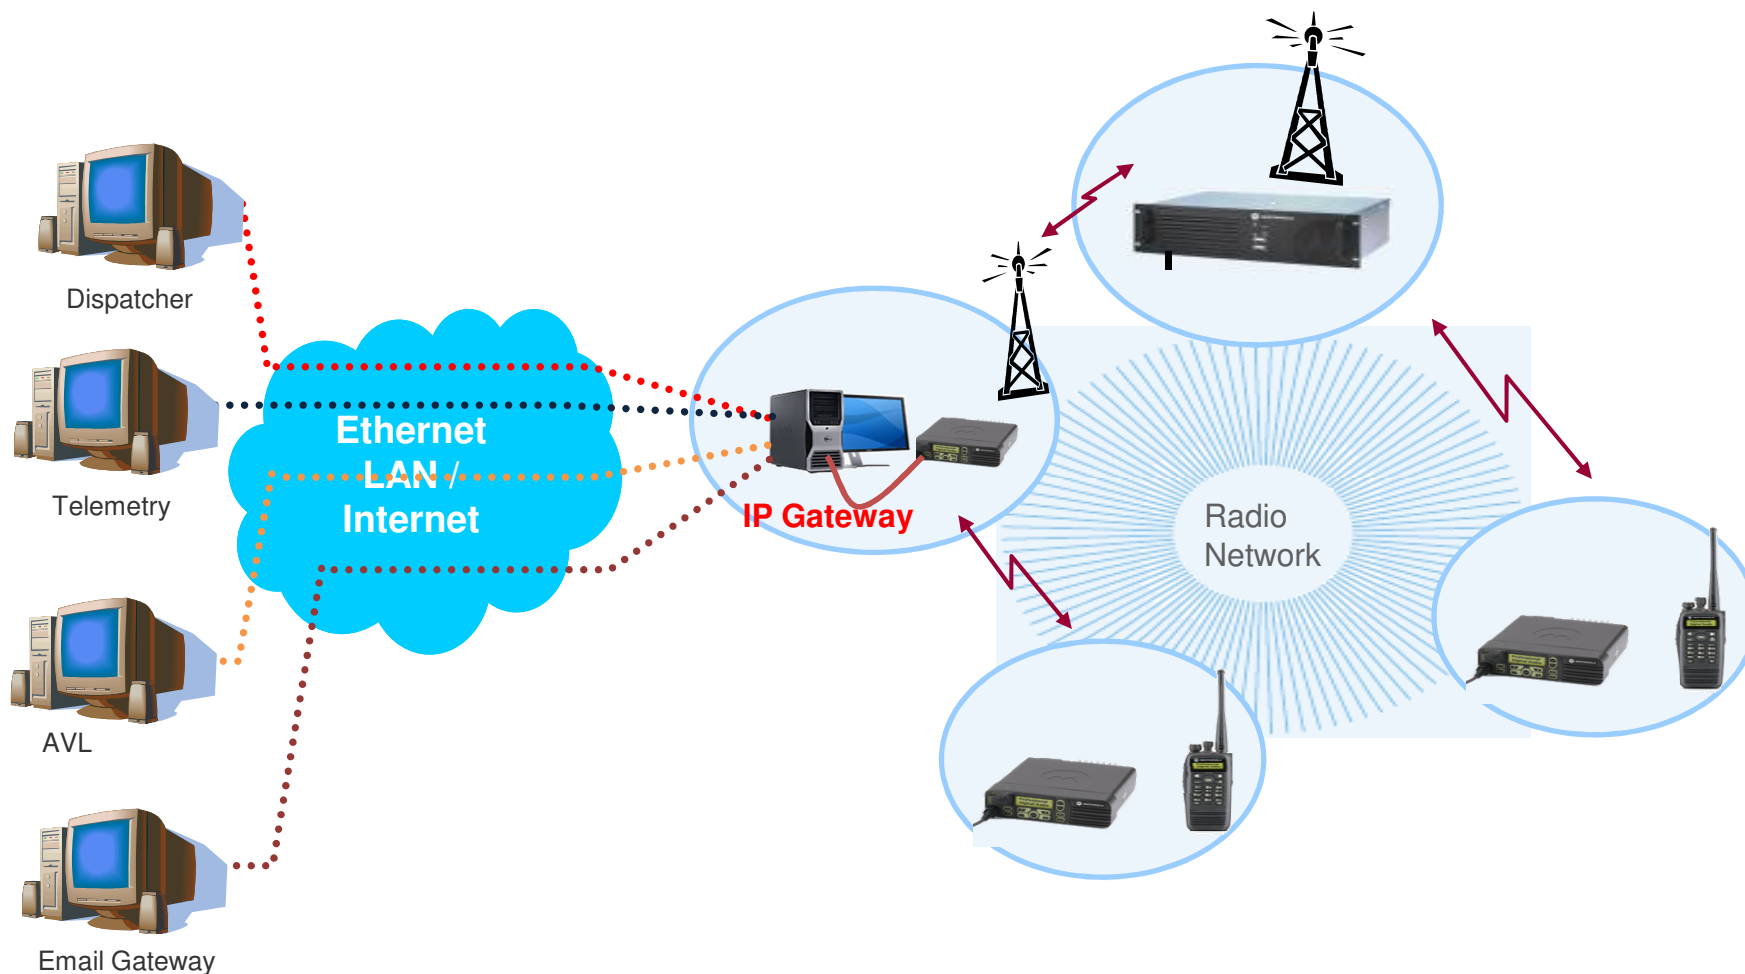 Dispatcher
Telemetry
AVL
Email Gateway
Ethernet
LAN /
Internet
IP Gateway
Radio
Network